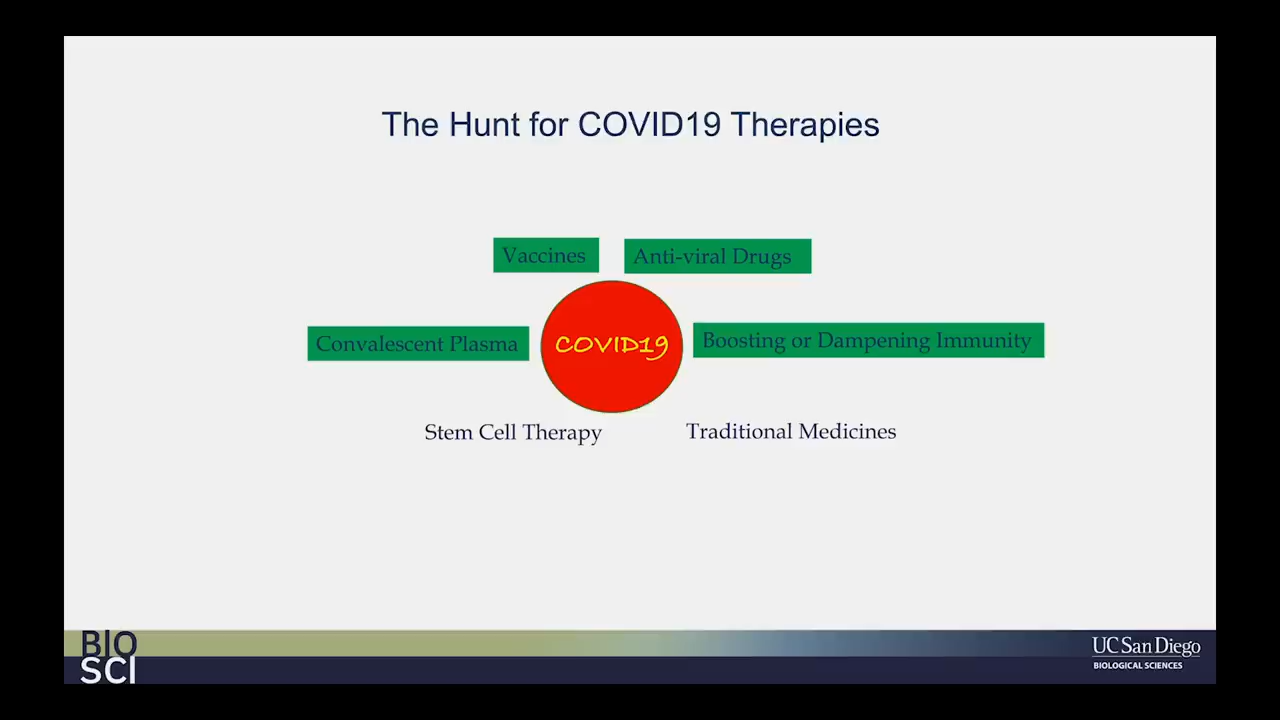 The Hunt for COVID19 Therapies
Vaccines
Anti-viral Drugs
Convalescent Plasma
COVID19
Boosting or Dampening Immunity
Stem Cell Therapy
Traditional Medicines
BIO
SCI
UC San Diego
BIOLOGICAL SCIENCES